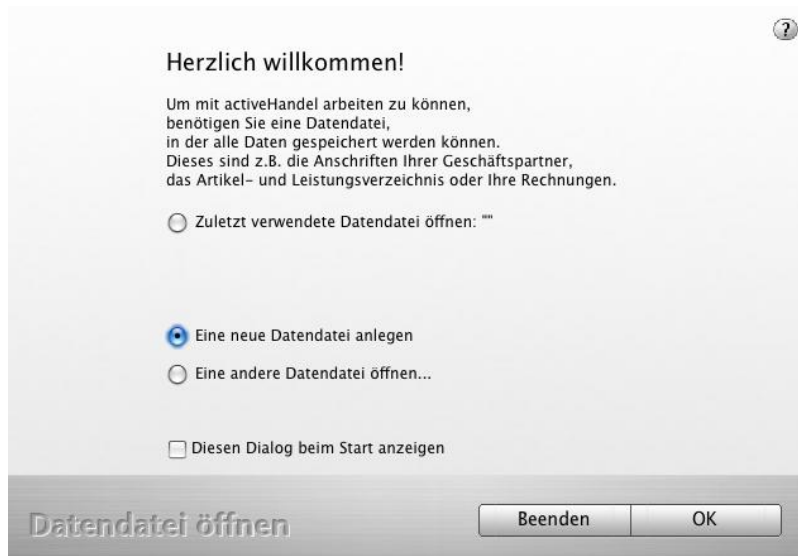 ?
Herzlich willkommen!
Um mit activeHandel arbeiten zu können,
benötigen Sie eine Datendatei,
in der alle Daten gespeichert werden können.
Dieses sind z.B. die Anschriften Ihrer Geschäftspartner,
das Artikel- und Leistungsverzeichnis oder Ihre Rechnungen.
Zuletzt verwendete Datendatei öffnen: ""
Eine neue Datendatei anlegen
Eine andere Datendatei öffnen...
Diesen Dialog beim Start anzeigen
Datendatei öffnen
Beenden
OK